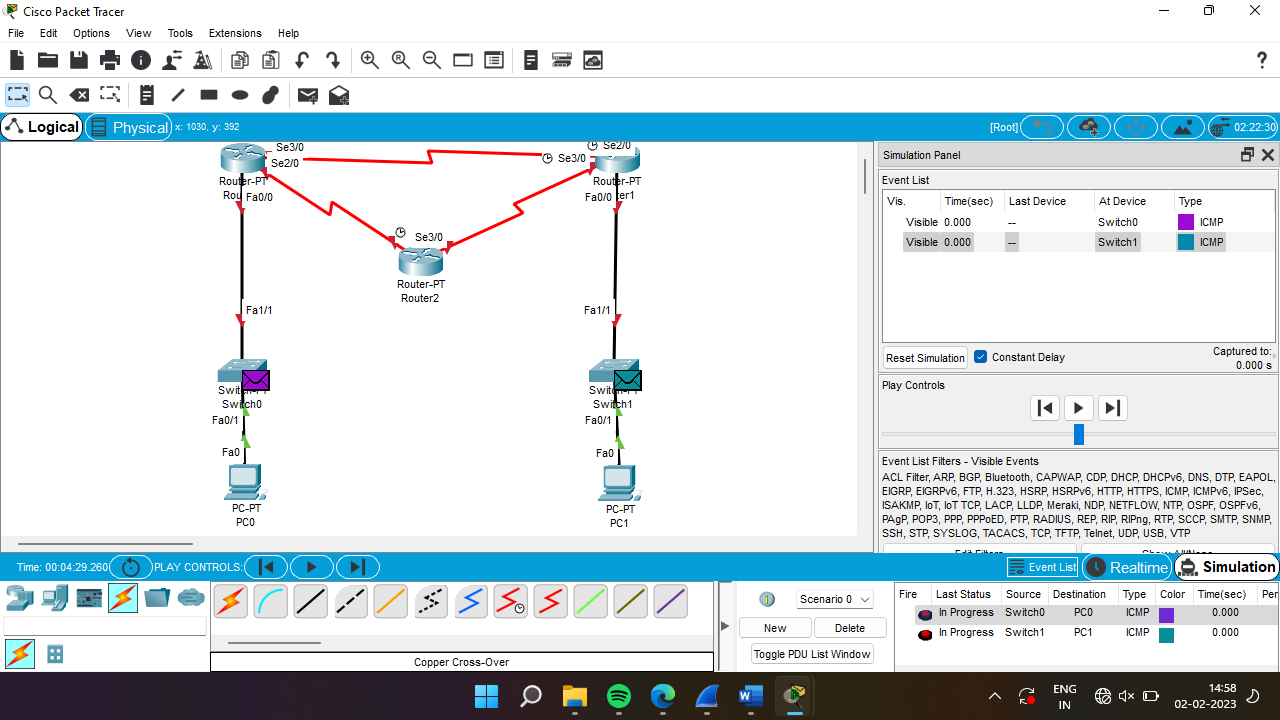 Cisco Packet Tracer
File Edit Options View Tools Extensions Help
Logical Physical x: 1030, y: 392 [Root] 02:22:30
Se3/0
Se2/0
Router-PT
Fa0/0
Se2/0
Se3/0
Router-PT
Fa0/0
Se3/0
Router-PT
Router2
Fa1/1
Fa1/1
Switch0
Fa0/1
Fa0
PC-PT
PC0
Switch1
Fa0/1
Fa0
PC-PT
PC1
Simulation Panel
Event List
Vis. Time(sec) Last Device At Device Type
Visible 0.000 -- Switch0 ICMP
Visible 0.000 -- Switch1 ICMP
Reset Simulation Constant Delay Captured to:
0.000 s
Play Controls
Event List Filters - Visible Events
ACL Filter, ARP, BGP, Bluetooth, CAPWAP, CDP, DHCP, DHCPv6, DNS, DTP, EAPOL,
EIGRP, EIGRPv6, FTP, H.323, HSRP, HSRPv6, HTTP, HTTPS, ICMP, ICMPv6, IPSec,
ISAKMP, IoT, IoT TCP, LACP, LLDP, Meraki, NDP, NETFLOW, NTP, OSPF, OSPFv6,
PAgP, POP3, PPP, PPPoED, PTP, RADIUS, REP, RIP, RIPng, RTP, SCCP, SMTP, SNMP,
SSH, STP, SYSLOG, TACACS, TCP, TFTP, Telnet, UDP, USB, VTP
Edit Filters Show All/None
Time: 00:04:29.260 PLAY CONTROLS: Event List Realtime Simulation
Copper Cross-Over
Scenario 0
New Delete
Toggle PDU List Window
Fire Last Status Source Destination Type Color Time(sec) Per
In Progress Switch0 PC0 ICMP 0.000
In Progress Switch1 PC1 ICMP 0.000
ENG
IN
14:58
02-02-2023